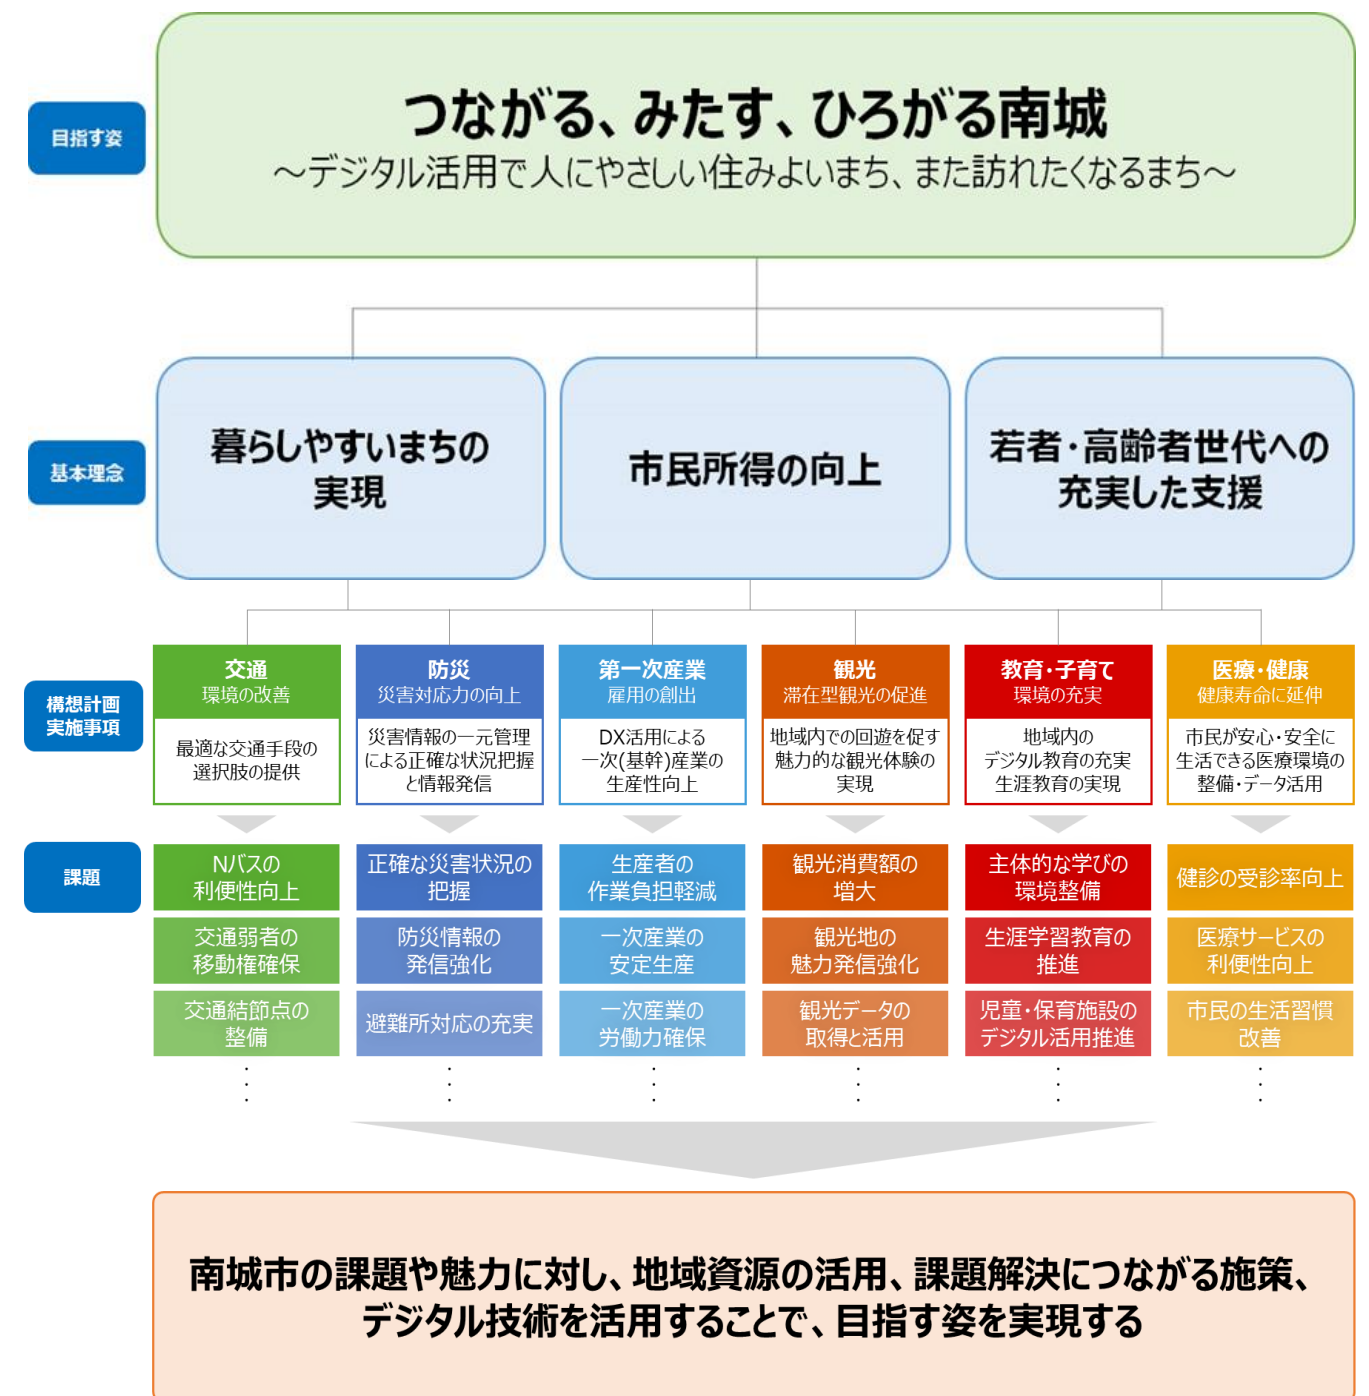 目指す姿
つながる、みたす、ひろがる南城
～デジタル活用で人にやさしい住みよいまち、また訪れたくなるまち～
基本理念
暮らしやすいまちの
実現
市民所得の向上
若者・高齢者世代への
充実した支援
構想計画
実施事項
交通
環境の改善
最適な交通手段の
選択肢の提供
防災
災害対応力の向上
災害情報の一元管理
による正確な状況把握
と情報発信
第一次産業
雇用の創出
DX活用による
一次(基幹)産業の
生産性向上
観光
滞在型観光の促進
地域内での回遊を促す
魅力的な観光体験の
実現
教育・子育て
環境の充実
地域内の
デジタル教育の充実
生涯教育の実現
医療・健康
健康寿命に延伸
市民が安心・安全に
生活できる医療環境の
整備・データ活用
課題
Nバスの
利便性向上
交通弱者の
移動権確保
交通結節点の
整備
正確な災害状況の
把握
防災情報の
発信強化
避難所対応の充実
生産者の
作業負担軽減
一次産業の
安定生産
一次産業の
労働力確保
観光消費額の
増大
観光地の
魅力発信強化
観光データの
取得と活用
主体的な学びの
環境整備
生涯学習教育の
推進
児童・保育施設の
デジタル活用推進
健診の受診率向上
医療サービスの
利便性向上
市民の生活習慣
改善
南城市の課題や魅力に対し、地域資源の活用、課題解決につながる施策、
デジタル技術を活用することで、目指す姿を実現する